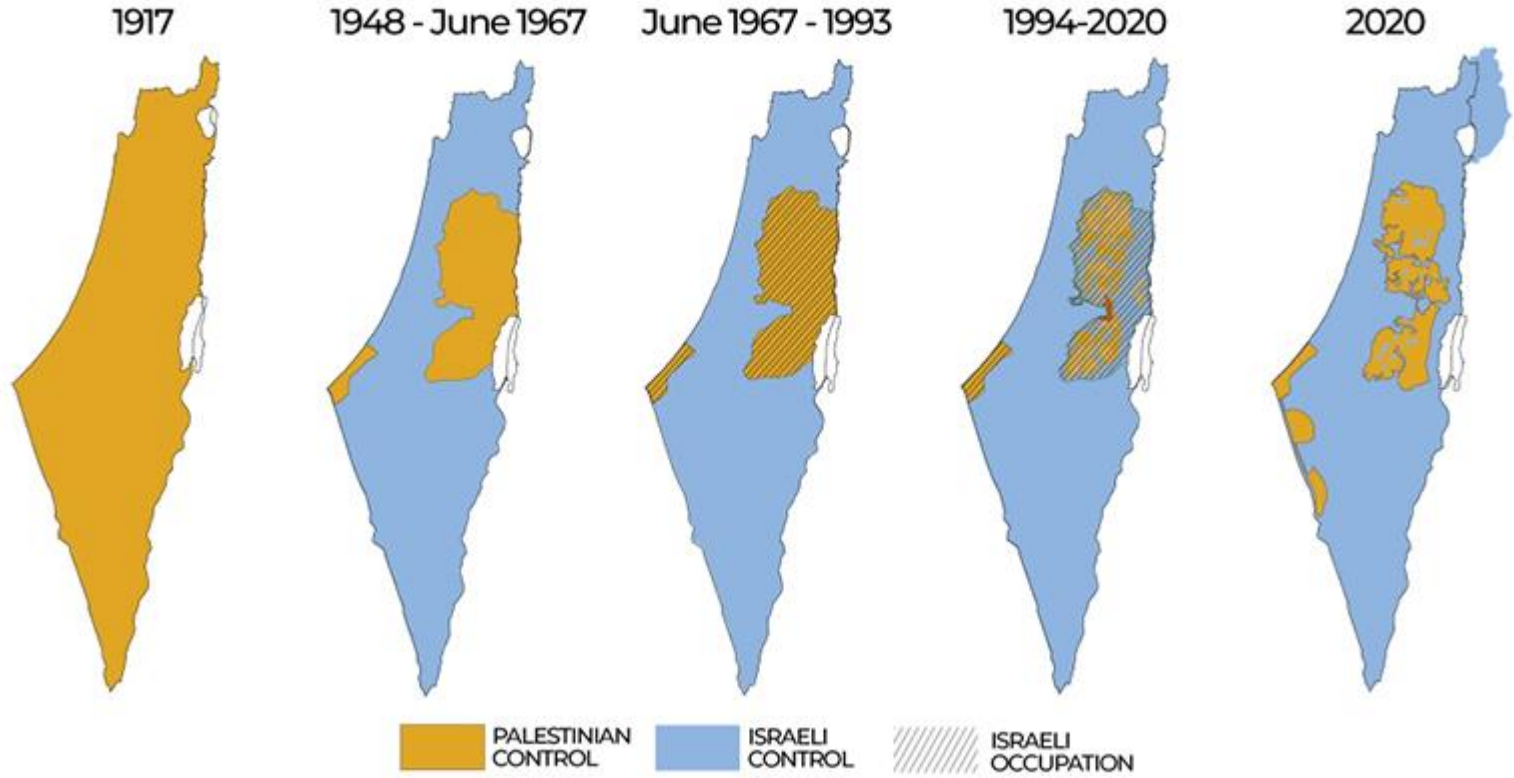 1917
1948 - June 1967
June 1967 - 1993
1994-2020
2020
PALESTINIAN
CONTROL
ISRAELI
CONTROL
ISRAELI
OCCUPATION